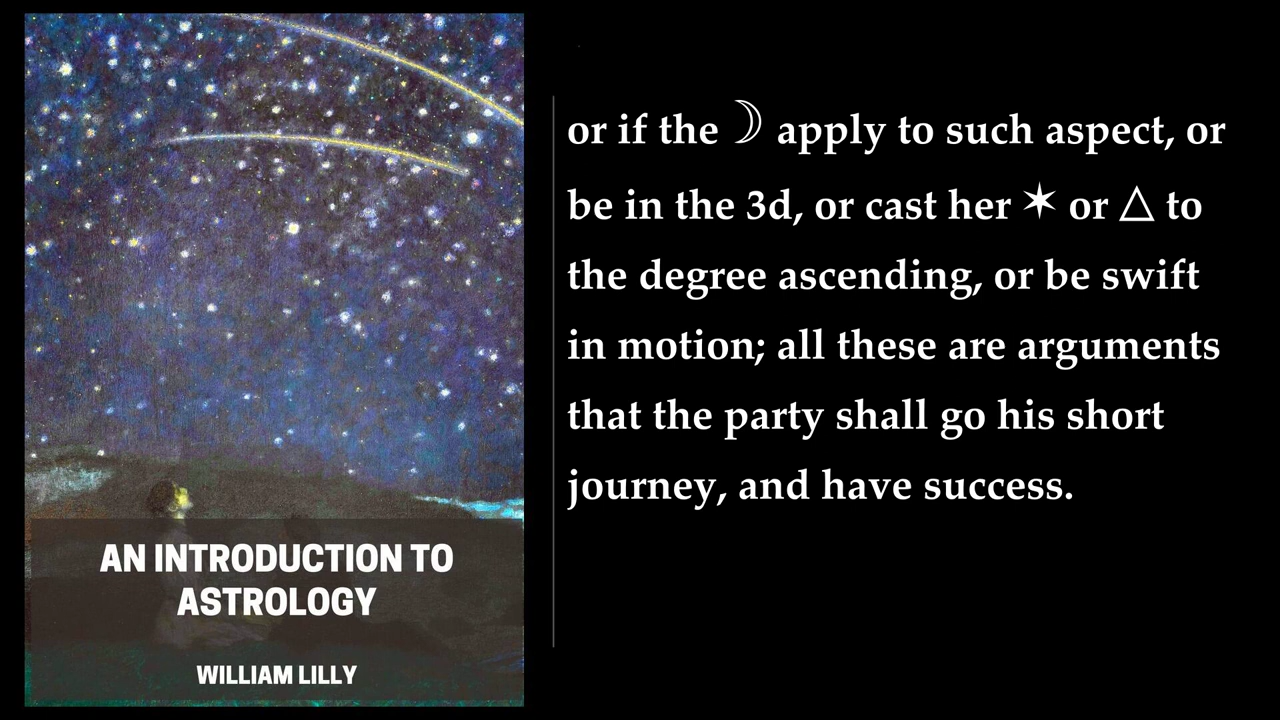 or if the ☽ apply to such aspect, or
be in the 3d, or cast her ✶ or △ to
the degree ascending, or be swift
in motion; all these are arguments
that the party shall go his short
journey, and have success.
AN INTRODUCTION TO
ASTROLOGY
WILLIAM LILLY